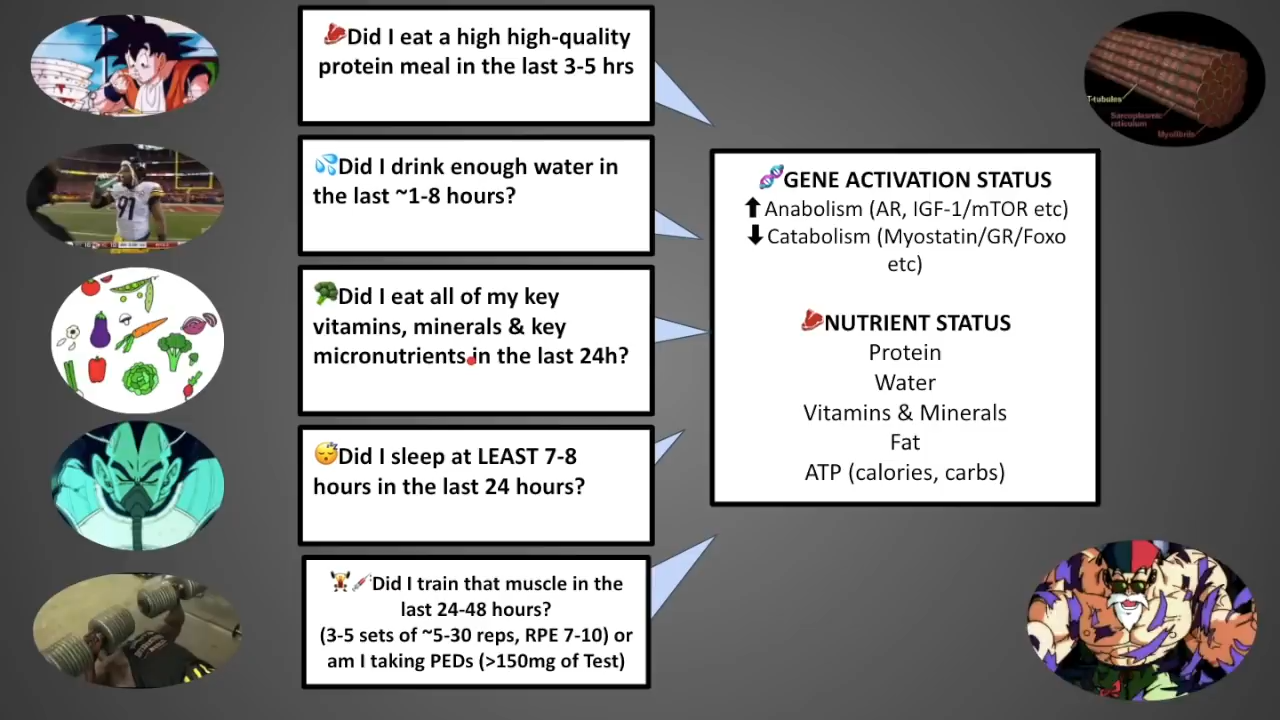 🥩Did I eat a high high-quality
protein meal in the last 3-5 hrs
💦Did I drink enough water in
the last ~1-8 hours?
🥦Did I eat all of my key
vitamins, minerals & key
micronutrients in the last 24h?
😴Did I sleep at LEAST 7-8
hours in the last 24 hours?
🏋️💉Did I train that muscle in the
last 24-48 hours?
(3-5 sets of ~5-30 reps, RPE 7-10) or
am I taking PEDs (>150mg of Test)
🧬GENE ACTIVATION STATUS
⬆Anabolism (AR, IGF-1/mTOR etc)
⬇Catabolism (Myostatin/GR/Foxo
etc)
🥩NUTRIENT STATUS
Protein
Water
Vitamins & Minerals
Fat
ATP (calories, carbs)
T-tubules
Sarcoplasmic
reticulum
Myofibrils
91